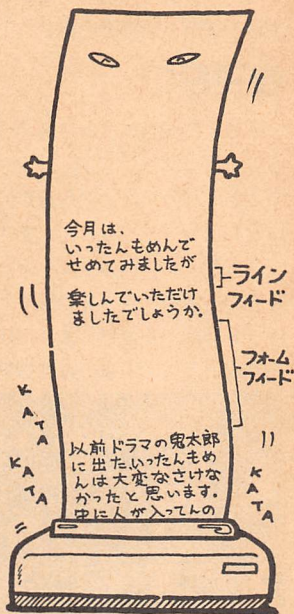 今月は、
いったんもめんで
せめてみましたが
楽しんでいただけ
ましたでしょうか。
ライン
フィード
フォーム
フィード
以前ドラマの鬼太郎
に出たいったんもめ
んは大変なさけな
かったと思います。
中に人が入ってんの
KATA
KATA
KATA